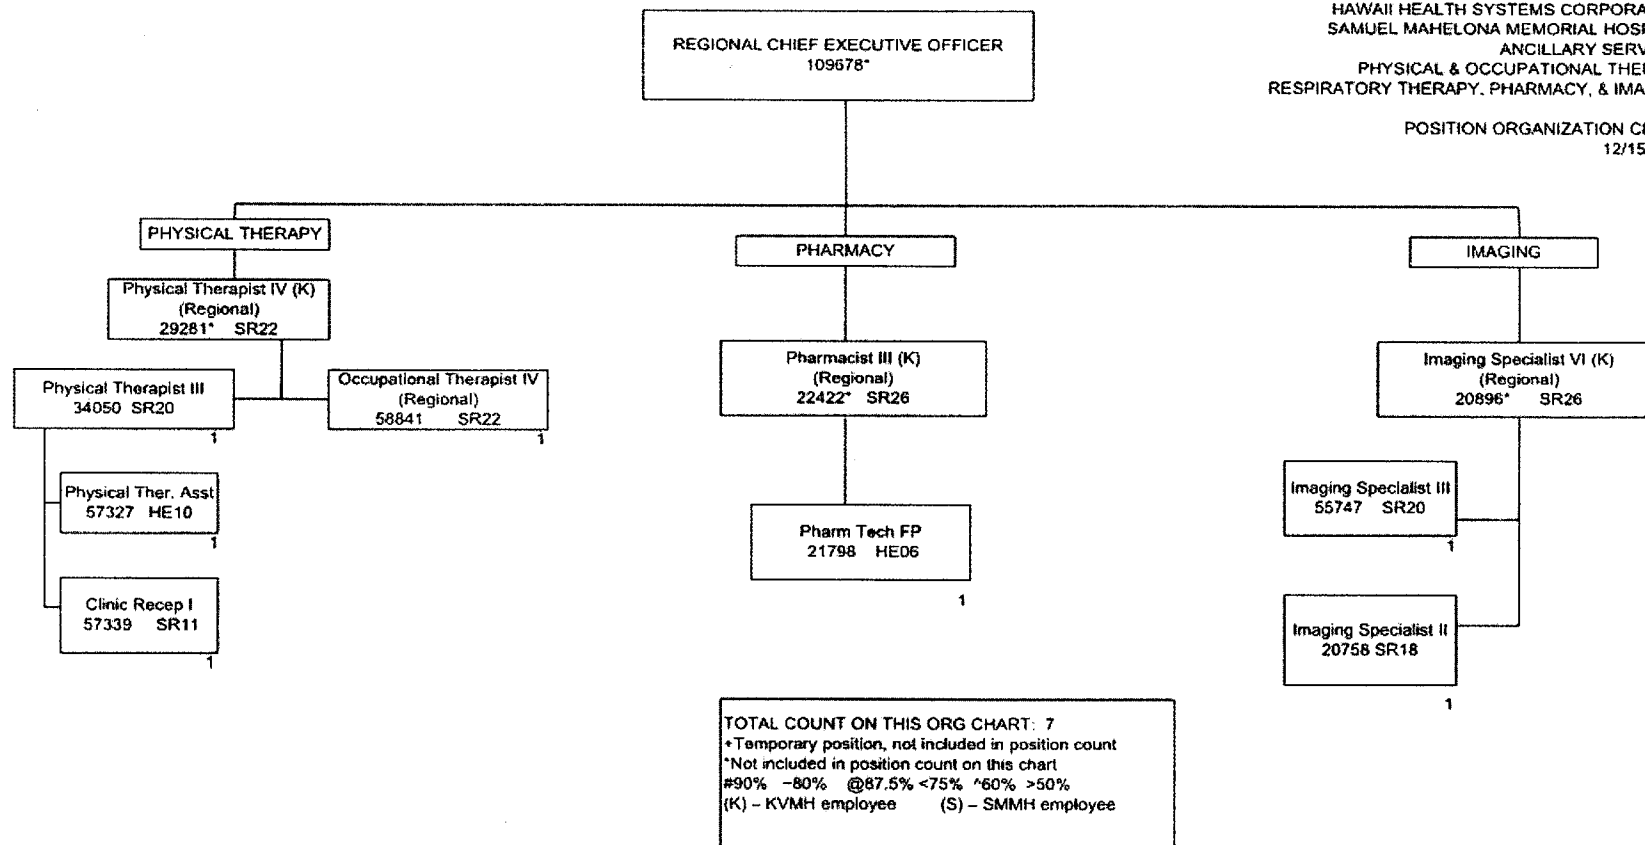 HAWAII HEALTH SYSTEMS CORPORA
SAMUEL MAHELONA MEMORIAL HOSP
ANCILLARY SERV
PHYSICAL & OCCUPATIONAL THE
RESPIRATORY THERAPY, PHARMACY, & IMA
POSITION ORGANIZATION C
12/15
REGIONAL CHIEF EXECUTIVE OFFICER
109678*
PHYSICAL THERAPY
PHARMACY
IMAGING
Physical Therapist IV (K)
(Regional)
29281* SR22
Physical Therapist III
34050 SR20
1
Occupational Therapist IV
(Regional)
58841 SR22
1
Physical Ther. Asst
57327 HE10
1
Clinic Recep I
57339 SR11
1
Pharmacist III (K)
(Regional)
22422* SR26
Pharm Tech FP
21798 HE06
1
Imaging Specialist VI (K)
(Regional)
20896* SR26
Imaging Specialist III
55747 SR20
1
Imaging Specialist II
20758 SR18
1
TOTAL COUNT ON THIS ORG CHART: 7
+Temporary position, not included in position count
*Not included in position count on this chart
#90% ~80% @87.5% <75% ^60% >50%
(K) – KVMH employee (S) – SMMH employee